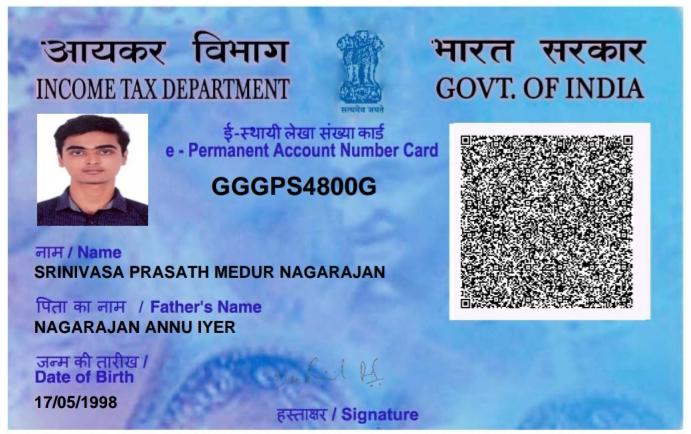 आयकर विभाग
INCOME TAX DEPARTMENT
सत्यमेव जयते
भारत सरकार
GOVT. OF INDIA
ई-स्थायी लेखा संख्या कार्ड
e - Permanent Account Number Card
GGGPS4800G
नाम / Name
SRINIVASA PRASATH MEDUR NAGARAJAN
पिता का नाम / Father's Name
NAGARAJAN ANNU IYER
जन्म की तारीख /
Date of Birth
17/05/1998
हस्ताक्षर / Signature